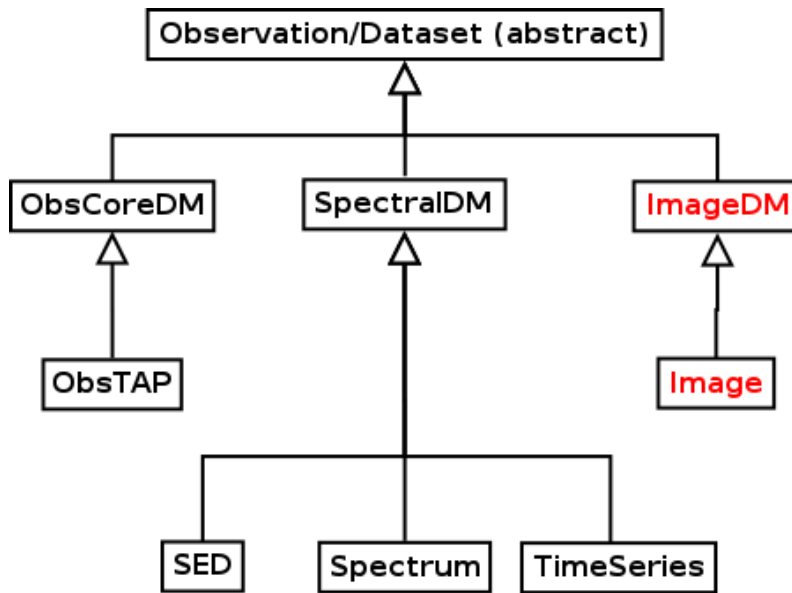 Observation/Dataset (abstract)
ObsCoreDM
SpectralDM
ImageDM
ObsTAP
Image
SED
Spectrum
TimeSeries